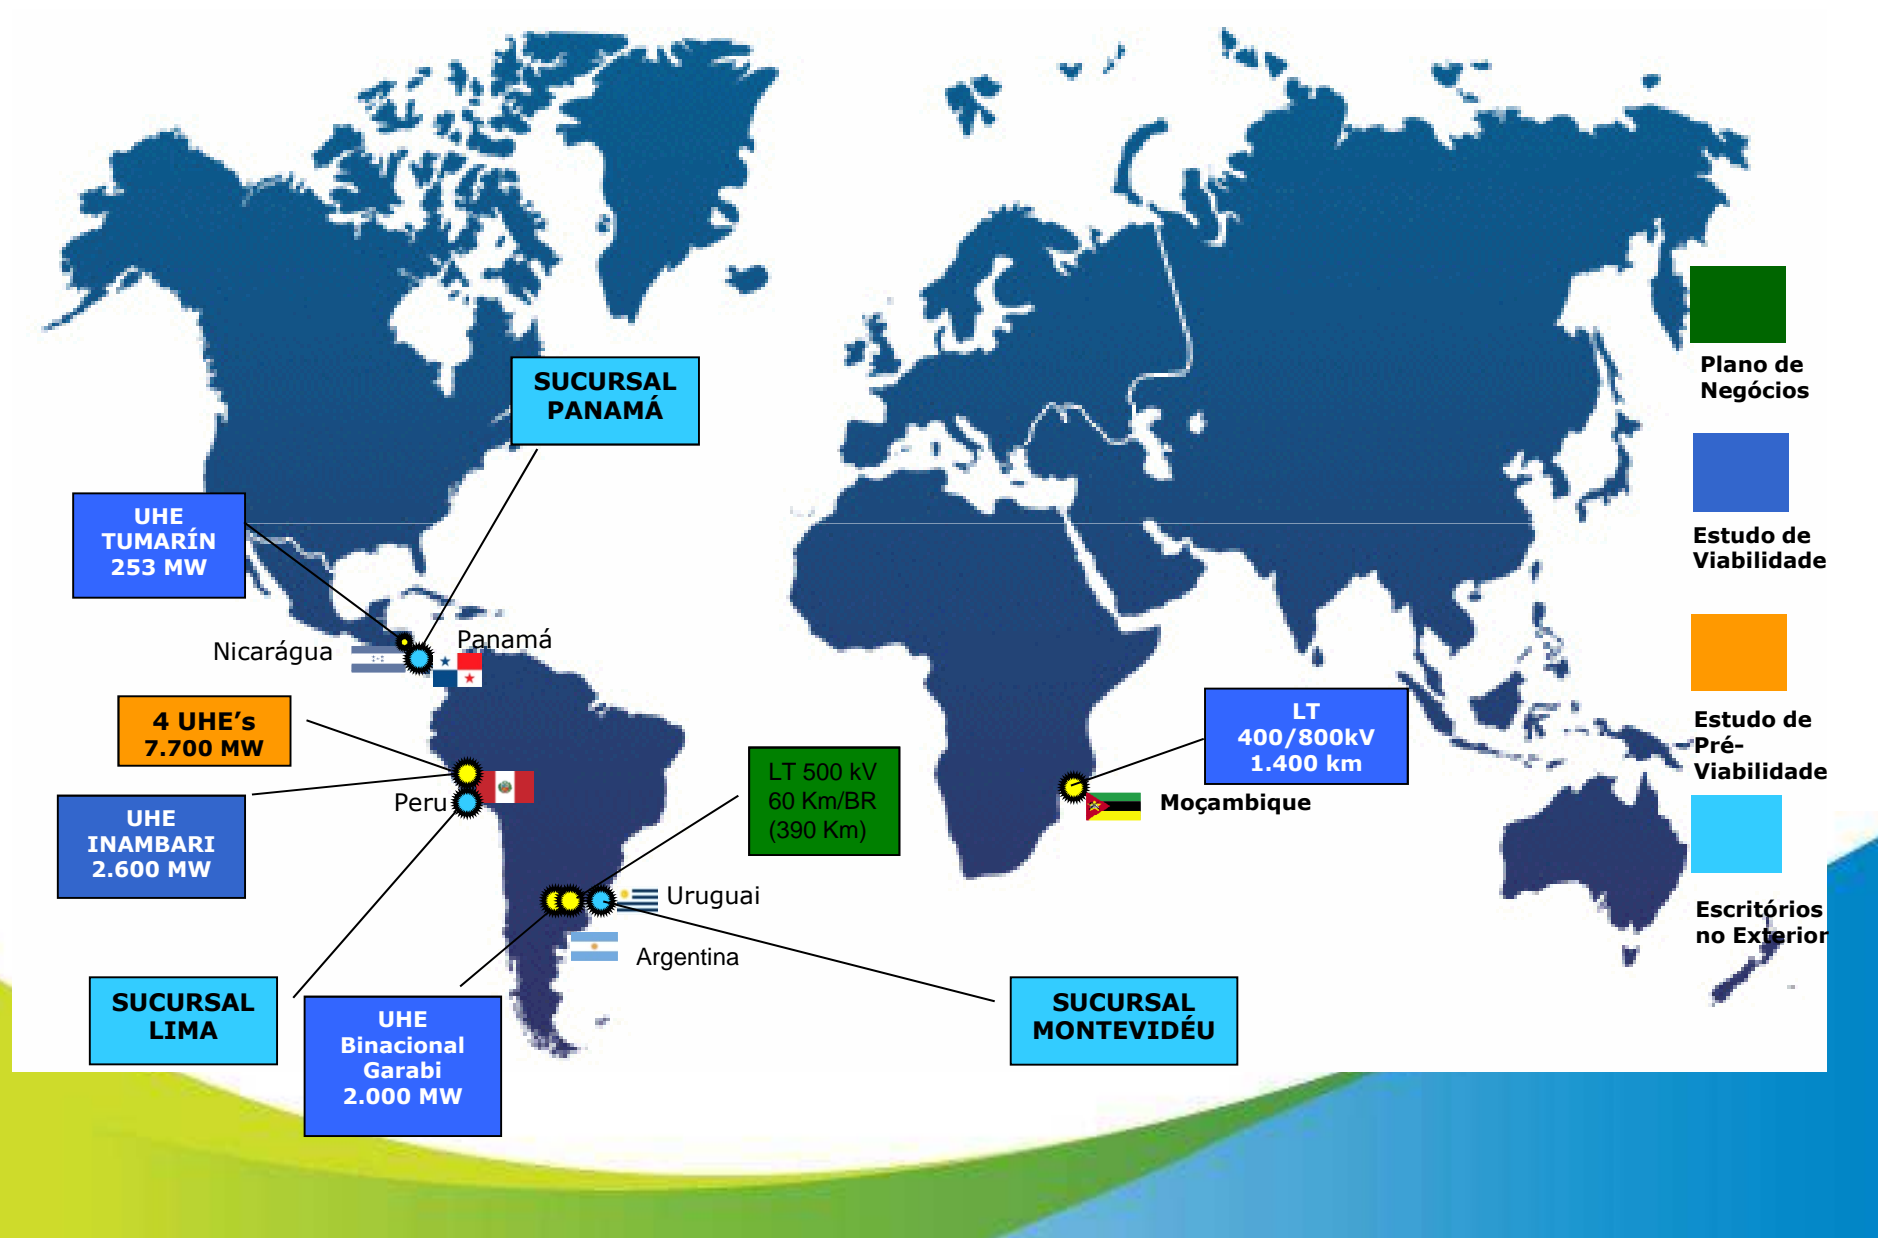 SUCURSAL
PANAMÁ
UHE
TUMARÍN
253 MW
Nicarágua
Panamá
4 UHE’s
7.700 MW
UHE
INAMBARI
2.600 MW
Peru
LT 500 kV
60 Km/BR
(390 Km)
LT
400/800kV
1.400 km
Moçambique
Uruguai
Argentina
SUCURSAL
LIMA
UHE
Binacional
Garabi
2.000 MW
SUCURSAL
MONTEVIDÉU
Plano de
Negócios
Estudo de
Viabilidade
Estudo de
Pré-
Viabilidade
Escritórios
no Exterior